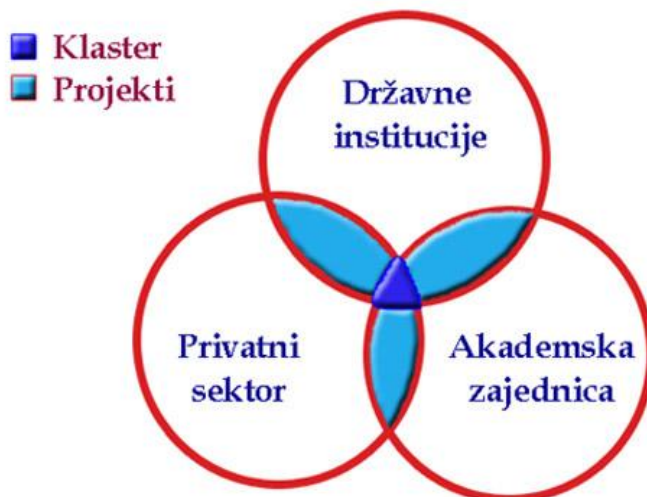 Klaster
Projekti
Državne
institucije
Privatni
sektor
Akademska
zajednica